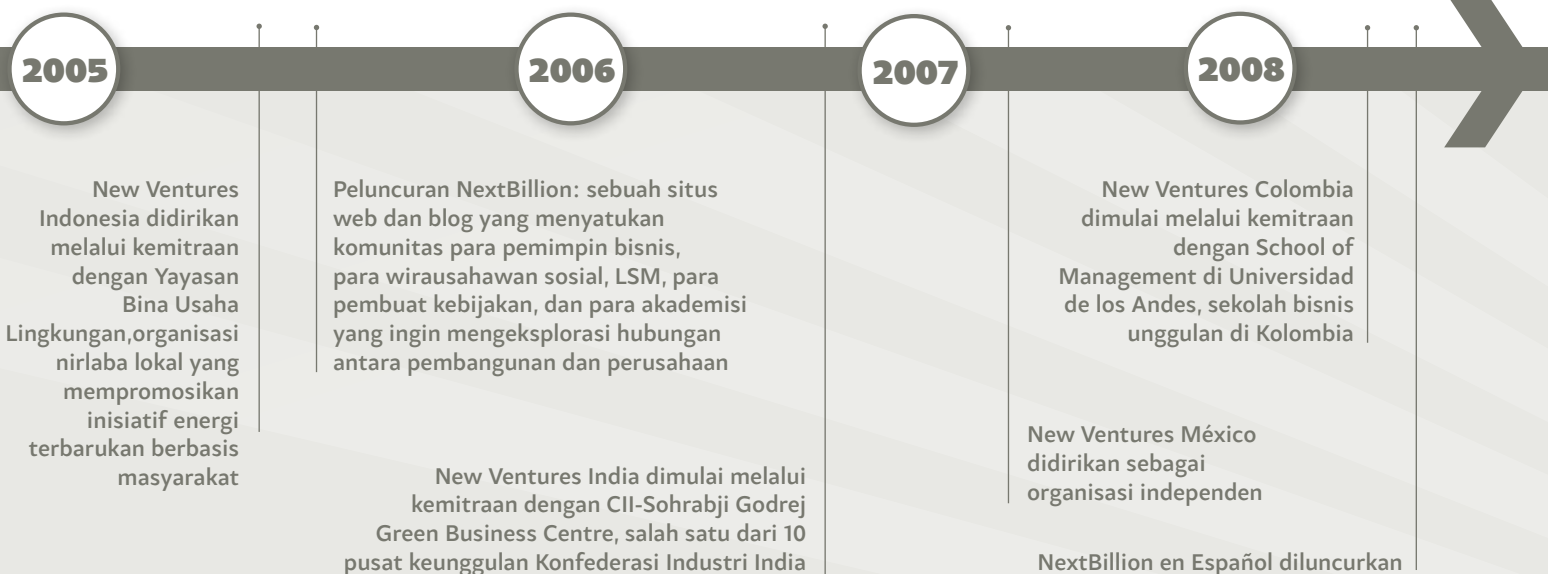 2005
2006
2007
2008
New Ventures
Indonesia didirikan
melalui kemitraan
dengan Yayasan
Bina Usaha
Lingkungan,organisasi
nirlaba lokal yang
mempromosikan
inisiatif energi
terbarukan berbasis
masyarakat
Peluncuran NextBillion: sebuah situs
web dan blog yang menyatukan
komunitas para pemimpin bisnis,
para wirausahawan sosial, LSM, para
pembuat kebijakan, dan para akademisi
yang ingin mengeksplorasi hubungan
antara pembangunan dan perusahaan
New Ventures India dimulai melalui
kemitraan dengan CII-Sohrabji Godrej
Green Business Centre, salah satu dari 10
pusat keunggulan Konfederasi Industri India
New Ventures México
didirikan sebagai
organisasi independen
New Ventures Colombia
dimulai melalui kemitraan
dengan School of
Management di Universidad
de los Andes, sekolah bisnis
unggulan di Kolombia
NextBillion en Español diluncurkan